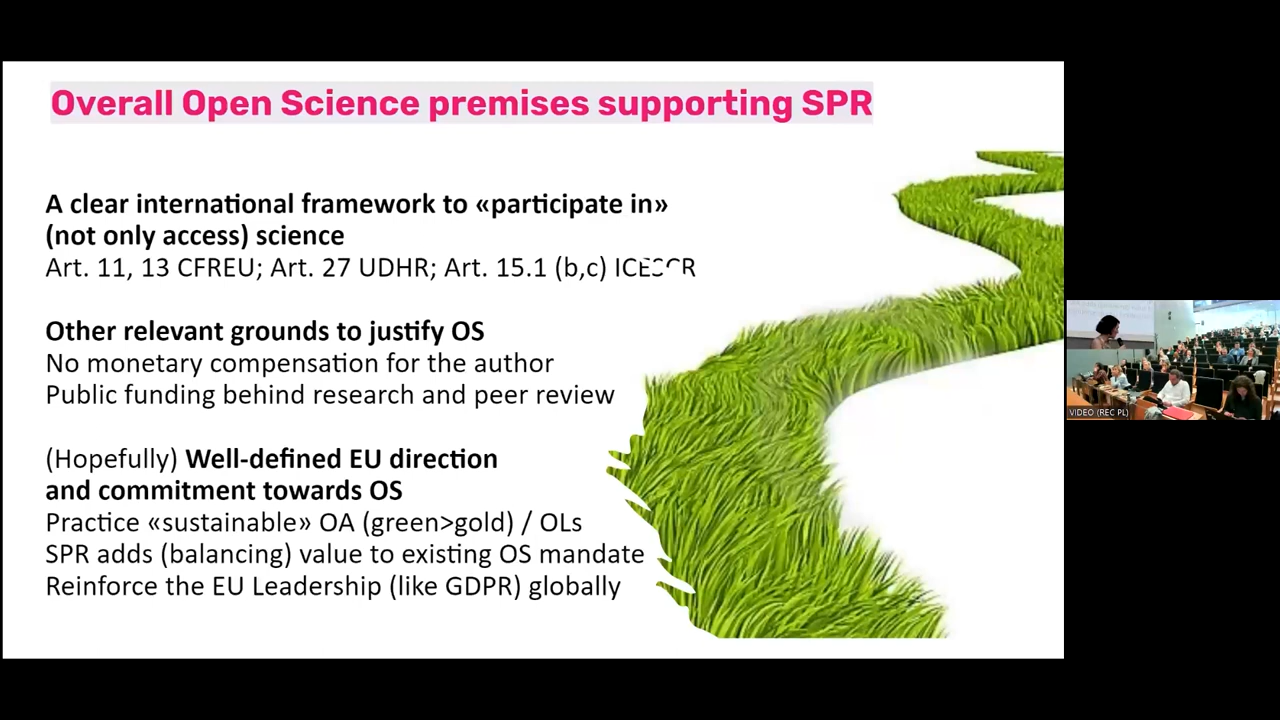 Overall Open Science premises supporting SPR
A clear international framework to «participate in»
(not only access) science
Art. 11, 13 CFREU; Art. 27 UDHR; Art. 15.1 (b,c) ICESCR
Other relevant grounds to justify OS
No monetary compensation for the author
Public funding behind research and peer review
(Hopefully) Well-defined EU direction
and commitment towards OS
Practice «sustainable» OA (green>gold) / OLs
SPR adds (balancing) value to existing OS mandate
Reinforce the EU Leadership (like GDPR) globally
VIDEO (REC PL)